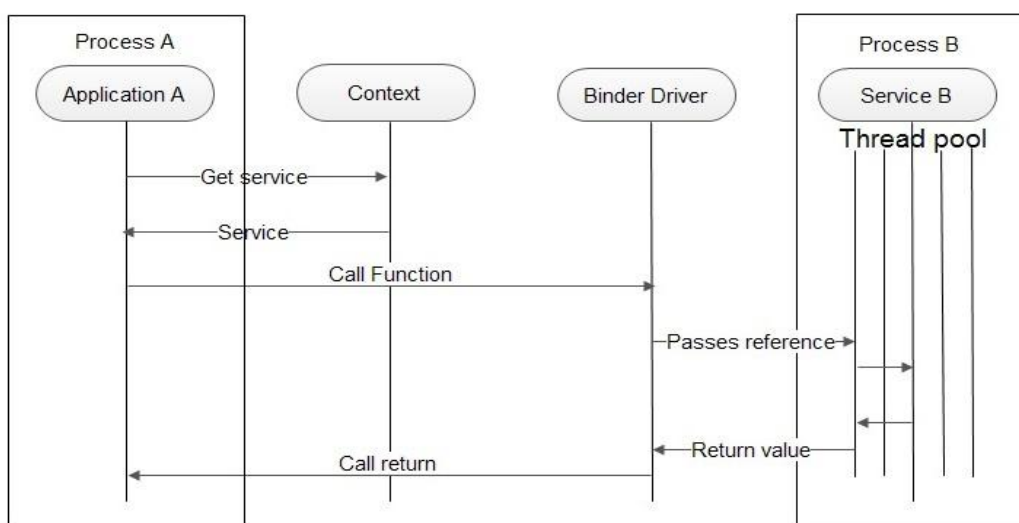 Process A
Process B
Application A
Context
Binder Driver
Service B
Thread pool
Get service
Service
Call Function
Passes reference
Return value
Call return